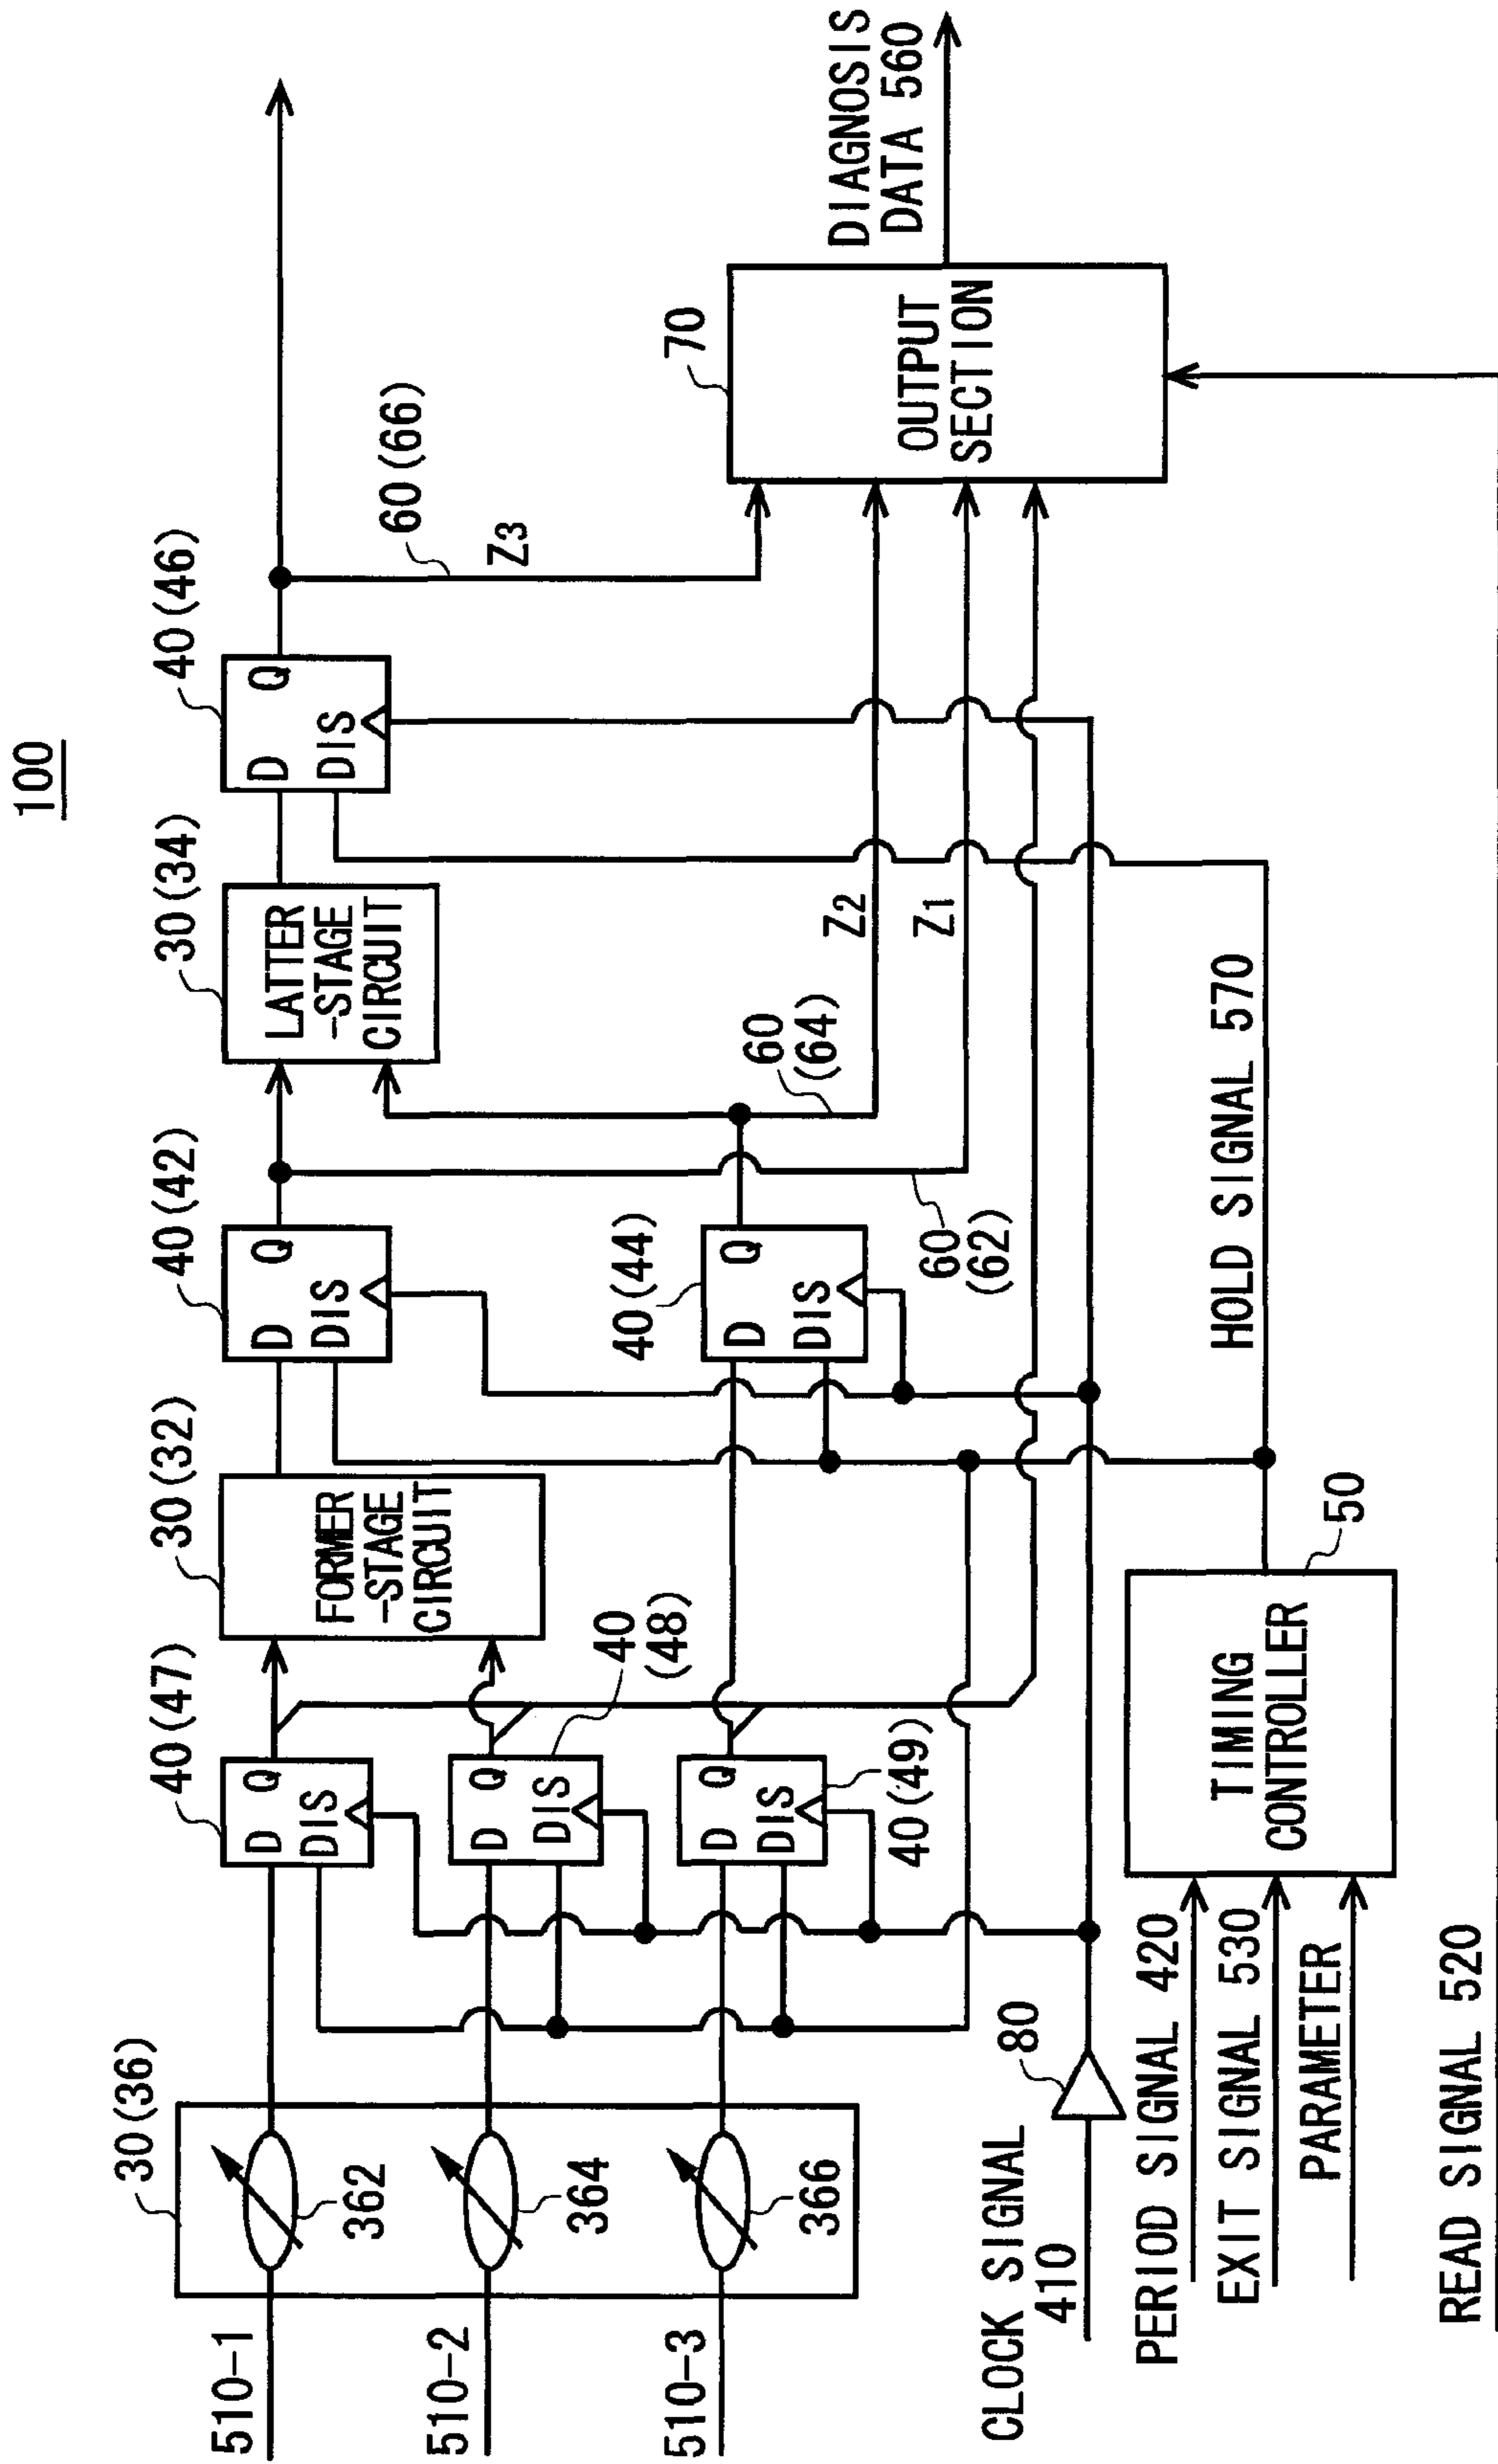 100
30(36)
40(47)
30(32)
40(42)
30(34)
40(46)
510-1
362
D
Q
DIS
FORMER
-STAGE
CIRCUIT
D
Q
DIS
LATTER
-STAGE
CIRCUIT
D
Q
DIS
60(66)
Z3
510-2
364
D
Q
DIS
40
(48)
510-3
366
D
Q
DIS
40(49)
40(44)
D
Q
DIS
60
(64)
60
(62)
Z2
Z1
70
OUTPUT
SECTION
DIAGNOSIS
DATA 560
CLOCK SIGNAL
410
80
PERIOD SIGNAL 420
EXIT SIGNAL 530
PARAMETER
TIMING
CONTROLLER
50
HOLD SIGNAL 570
READ SIGNAL 520